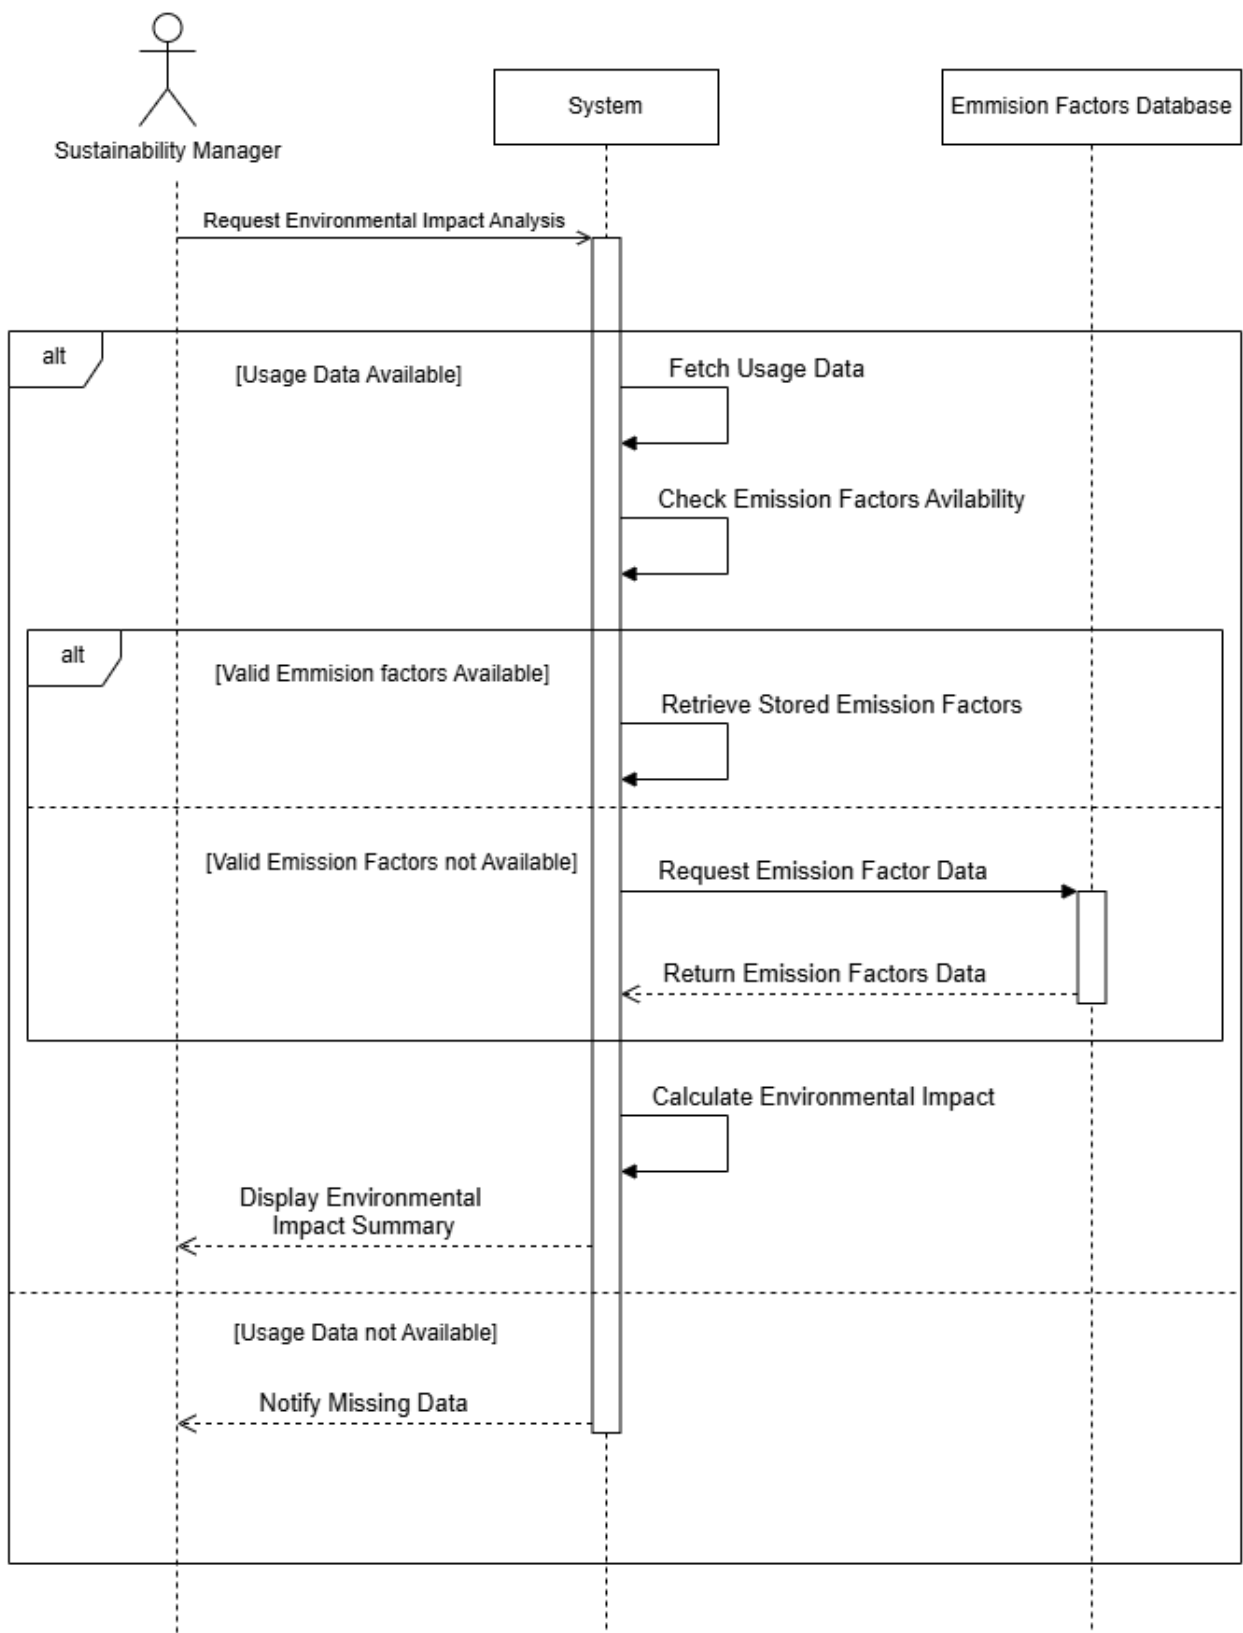 Sustainability Manager
System
Emmision Factors Database
Request Environmental Impact Analysis
alt
[Usage Data Available]
Fetch Usage Data
Check Emission Factors Avilability
alt
[Valid Emmision factors Available]
Retrieve Stored Emission Factors
[Valid Emission Factors not Available]
Request Emission Factor Data
Return Emission Factors Data
Calculate Environmental Impact
Display Environmental
Impact Summary
[Usage Data not Available]
Notify Missing Data